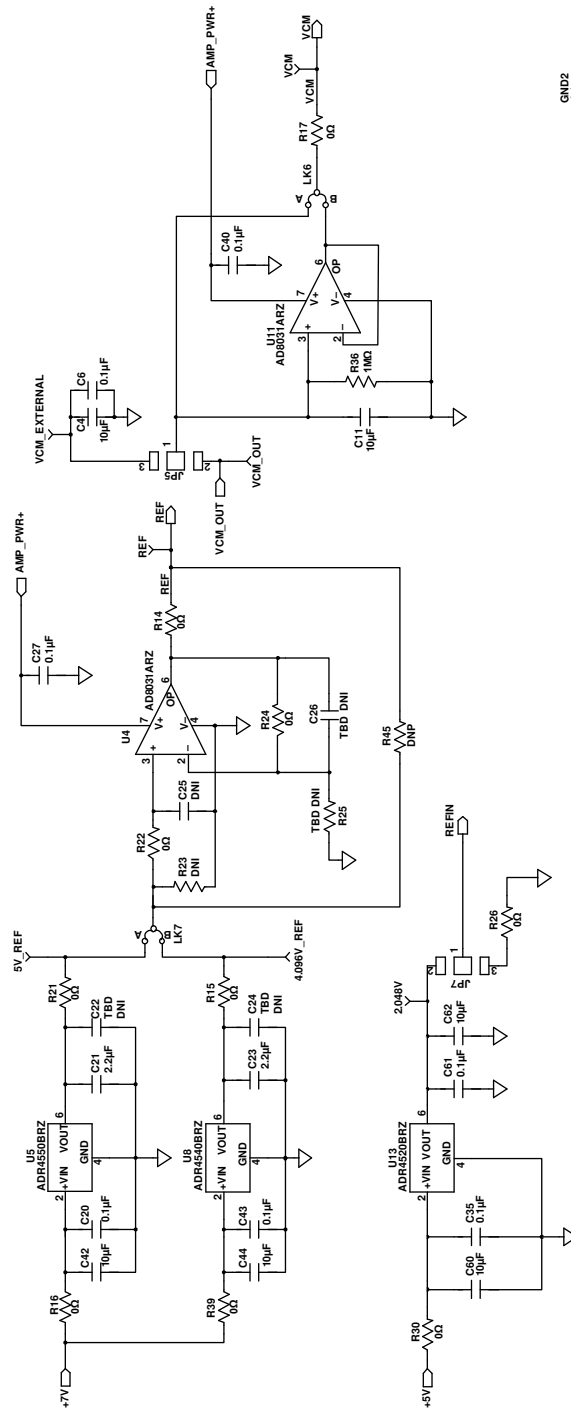 +7V
R16
0Ω
C42
10µF
C20
0.1µF
U5
ADR4550BRZ
2
+VIN
VOUT
6
GND
4
C21
2.2µF
C22
TBD
DNI
R21
0Ω
5V_REF
R39
0Ω
C44
10µF
C43
0.1µF
U8
ADR4540BRZ
2
+VIN
VOUT
6
GND
4
C23
2.2µF
C24
TBD
DNI
R15
0Ω
4.096V_REF
A
B
LK7
R22
0Ω
R23
DNI
C25
DNI
U4
AD8031ARZ
3
+
2
–
7
V+
V–
4
6
OP
C27
0.1µF
AMP_PWR+
R14
0Ω
REF
REF
REF
R24
0Ω
C26
TBD DNI
TBD DNI
R25
R45
DNP
VCM_EXTERNAL
C4
10µF
C6
0.1µF
3
1
2
JP5
VCM_OUT
VCM_OUT
C11
10µF
R36
1MΩ
U11
AD8031ARZ
3
+
2
–
7
V+
V–
4
6
OP
C40
0.1µF
AMP_PWR+
A
B
LK6
R17
0Ω
VCM
VCM
VCM
+5V
R30
0Ω
C60
10µF
C35
0.1µF
U13
ADR4520BRZ
2
+VIN
VOUT
6
GND
4
C61
0.1µF
C62
10µF
2.048V
2
1
3
JP7
R26
0Ω
REFIN
GND2